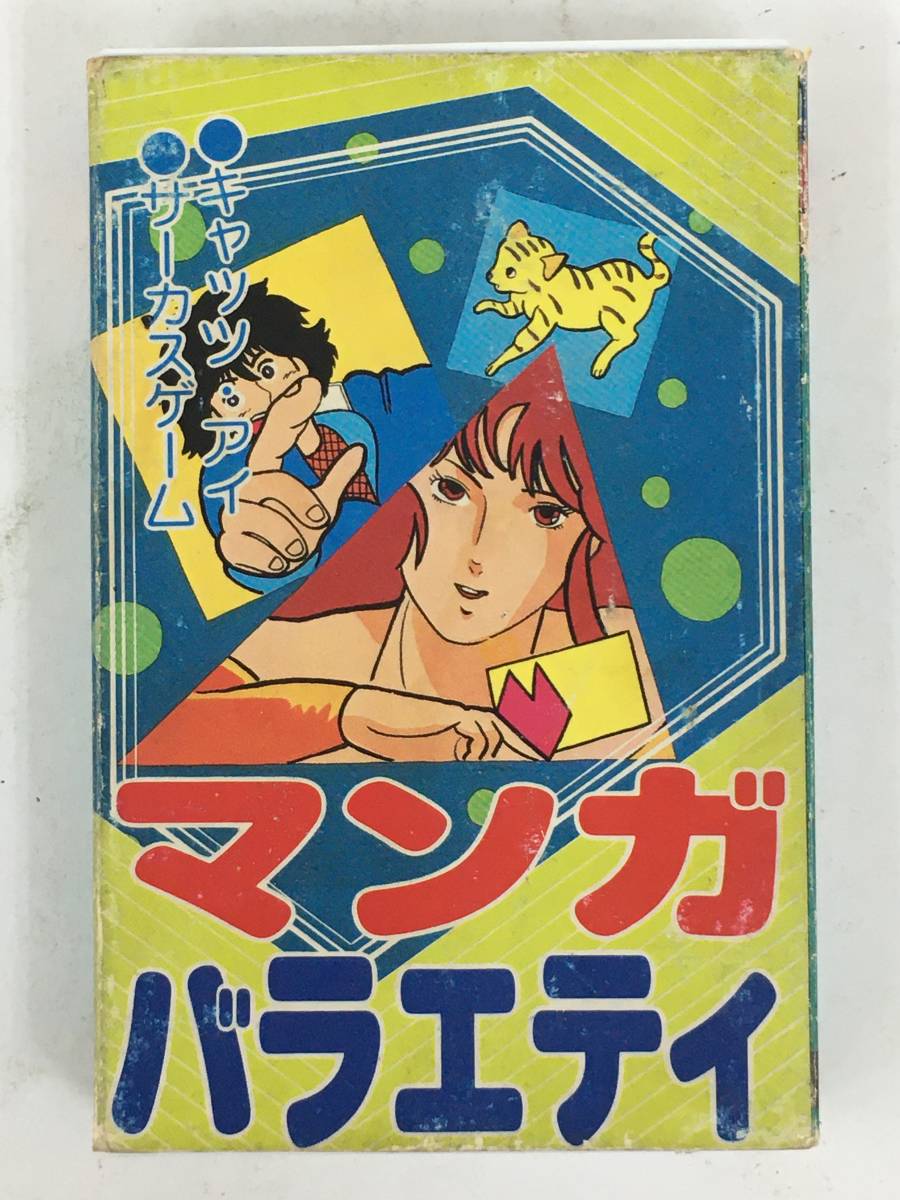 ●キャッツ・アイ
●サーカスゲーム
マンガ
バラエティ